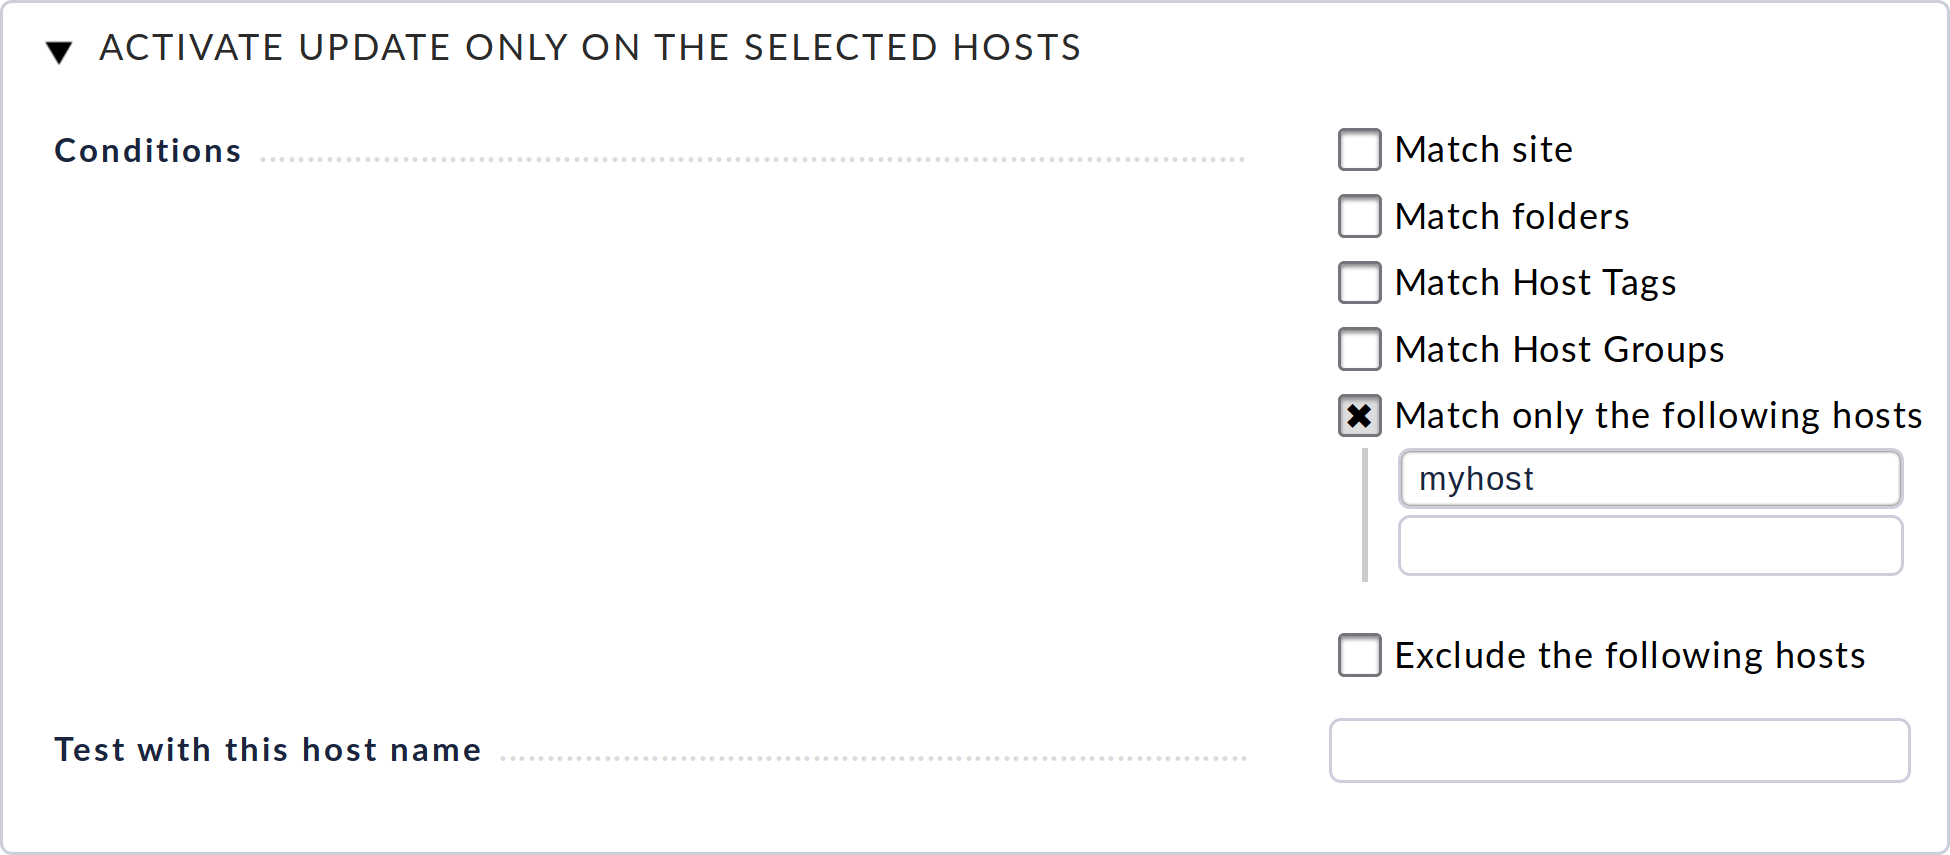 ACTIVATE UPDATE ONLY ON THE SELECTED HOSTS
Conditions
Match site
Match folders
Match Host Tags
Match Host Groups
Match only the following hosts
myhost
Exclude the following hosts
Test with this host name